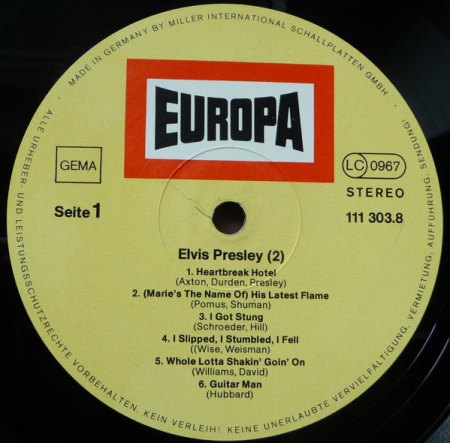 MADE IN GERMANY BY MILLER INTERNATIONAL SCHALLPLATTEN GMBH ·
EUROPA
GEMA
LC 0967
STEREO
Seite 1
111 303.8
Elvis Presley (2)
1. Heartbreak Hotel
(Axton, Durden, Presley)
2. (Marie's The Name Of) His Latest Flame
(Pomus, Shuman)
3. I Got Stung
(Schroeder, Hill)
4. I Slipped, I Stumbled, I Fell
((Wise, Weisman)
5. Whole Lotta Shakin' Goin' On
(Williams, David)
6. Guitar Man
(Hubbard)
ALLE URHEBER- UND LEISTUNGSSCHUTZRECHTE VORBEHALTEN. KEIN VERLEIH! KEINE UNERLAUBTE VERVIELFÄLTIGUNG, VERMIETUNG, AUFFÜHRUNG, SENDUNG!